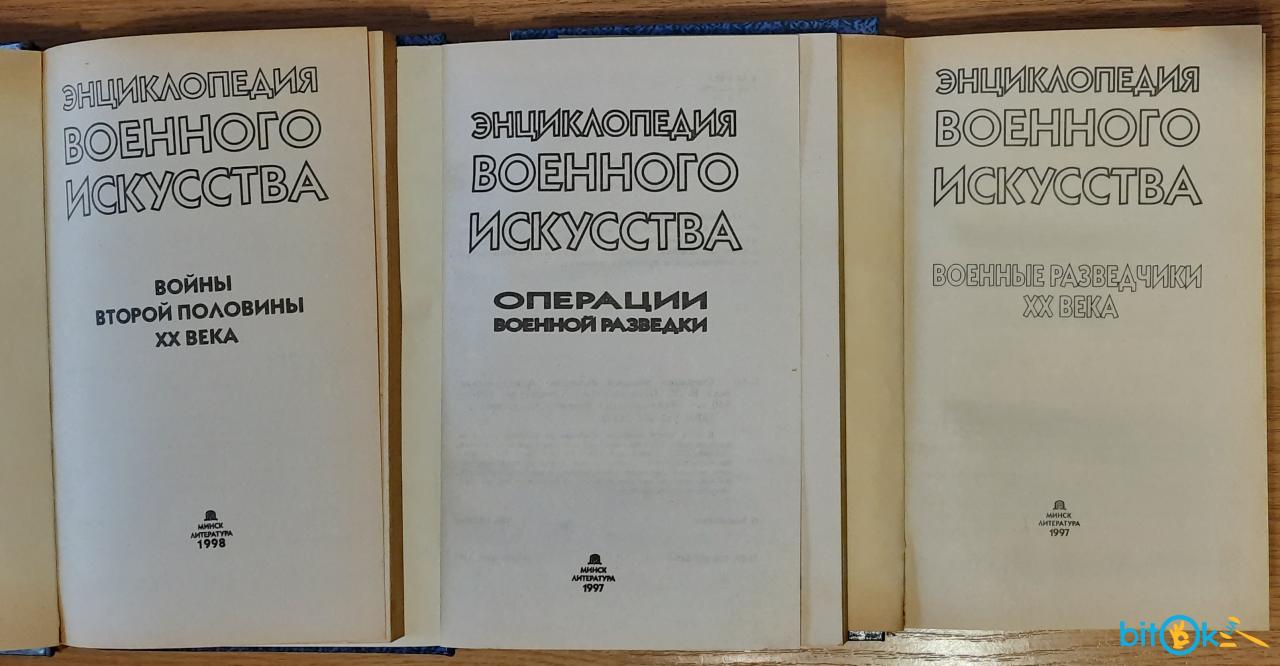 ЭНЦИКЛОПЕДИЯ
ВОЕННОГО
ИСКУССТВА
ВОЙНЫ
ВТОРОЙ ПОЛОВИНЫ
XX ВЕКА
МИНСК
ЛИТЕРАТУРА
1998
ЭНЦИКЛОПЕДИЯ
ВОЕННОГО
ИСКУССТВА
ОПЕРАЦИИ
ВОЕННОЙ РАЗВЕДКИ
МИНСК
ЛИТЕРАТУРА
1997
ЭНЦИКЛОПЕДИЯ
ВОЕННОГО
ИСКУССТВА
ВОЕННЫЕ РАЗВЕДЧИКИ
XX ВЕКА
МИНСК
ЛИТЕРАТУРА
1997
bitOk